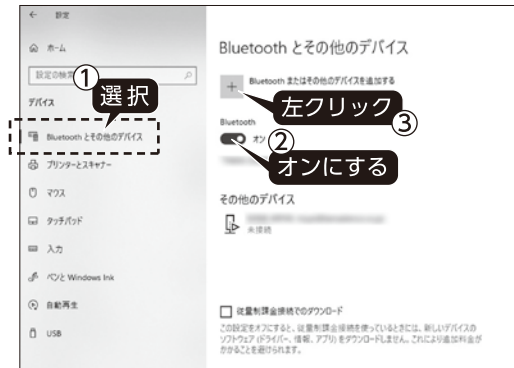 ← 設定
ホーム
設定の検索
①
選択
デバイス
Bluetooth とその他のデバイス
プリンターとスキャナー
マウス
タッチパッド
入力
ペンと Windows Ink
自動再生
USB
Bluetooth とその他のデバイス
Bluetooth またはその他のデバイスを追加する
左クリック
③
Bluetooth
オン
②
オンにする
その他のデバイス
未接続
従量制課金接続でのダウンロード
この設定をオフにすると、従量制課金接続を使っているときには、新しいデバイスの
ソフトウェア (ドライバー、情報、アプリ) をダウンロードしません。これにより追加料金が
かかることを避けられます。